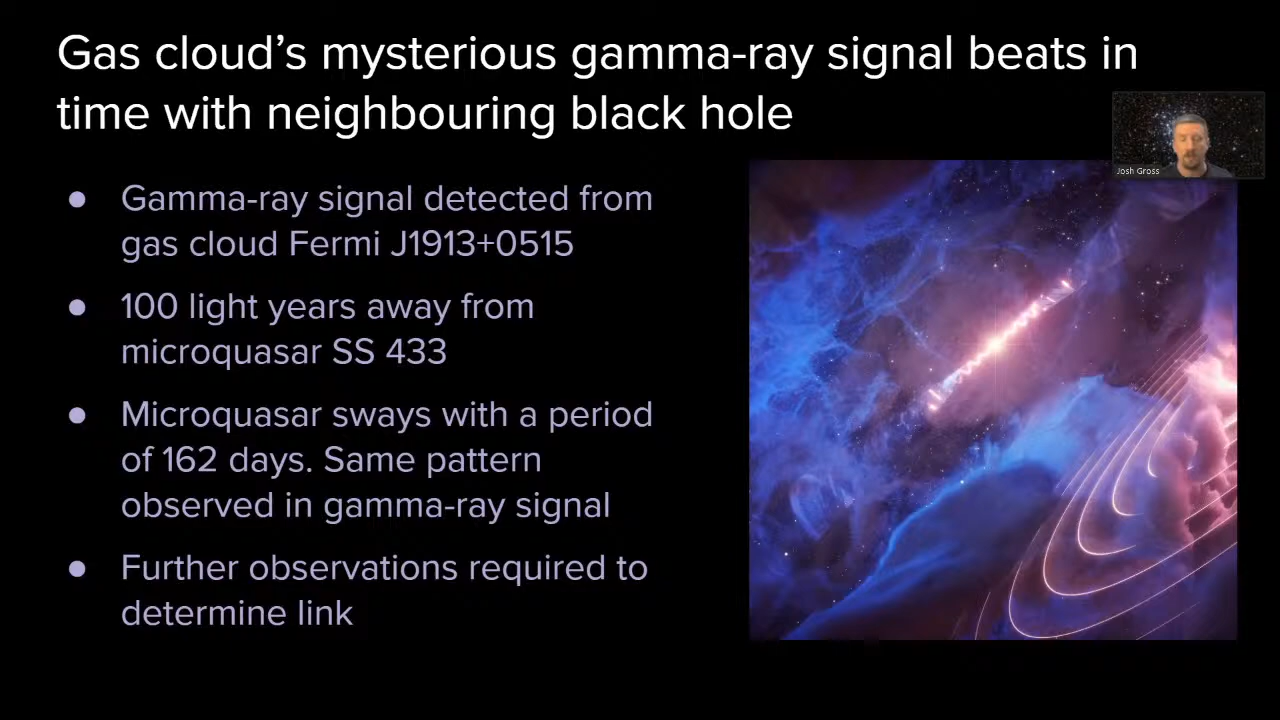 Gas cloud's mysterious gamma-ray signal beats in
time with neighbouring black hole
Josh Gross
● Gamma-ray signal detected from
gas cloud Fermi J1913+0515
● 100 light years away from
microquasar SS 433
● Microquasar sways with a period
of 162 days. Same pattern
observed in gamma-ray signal
● Further observations required to
determine link